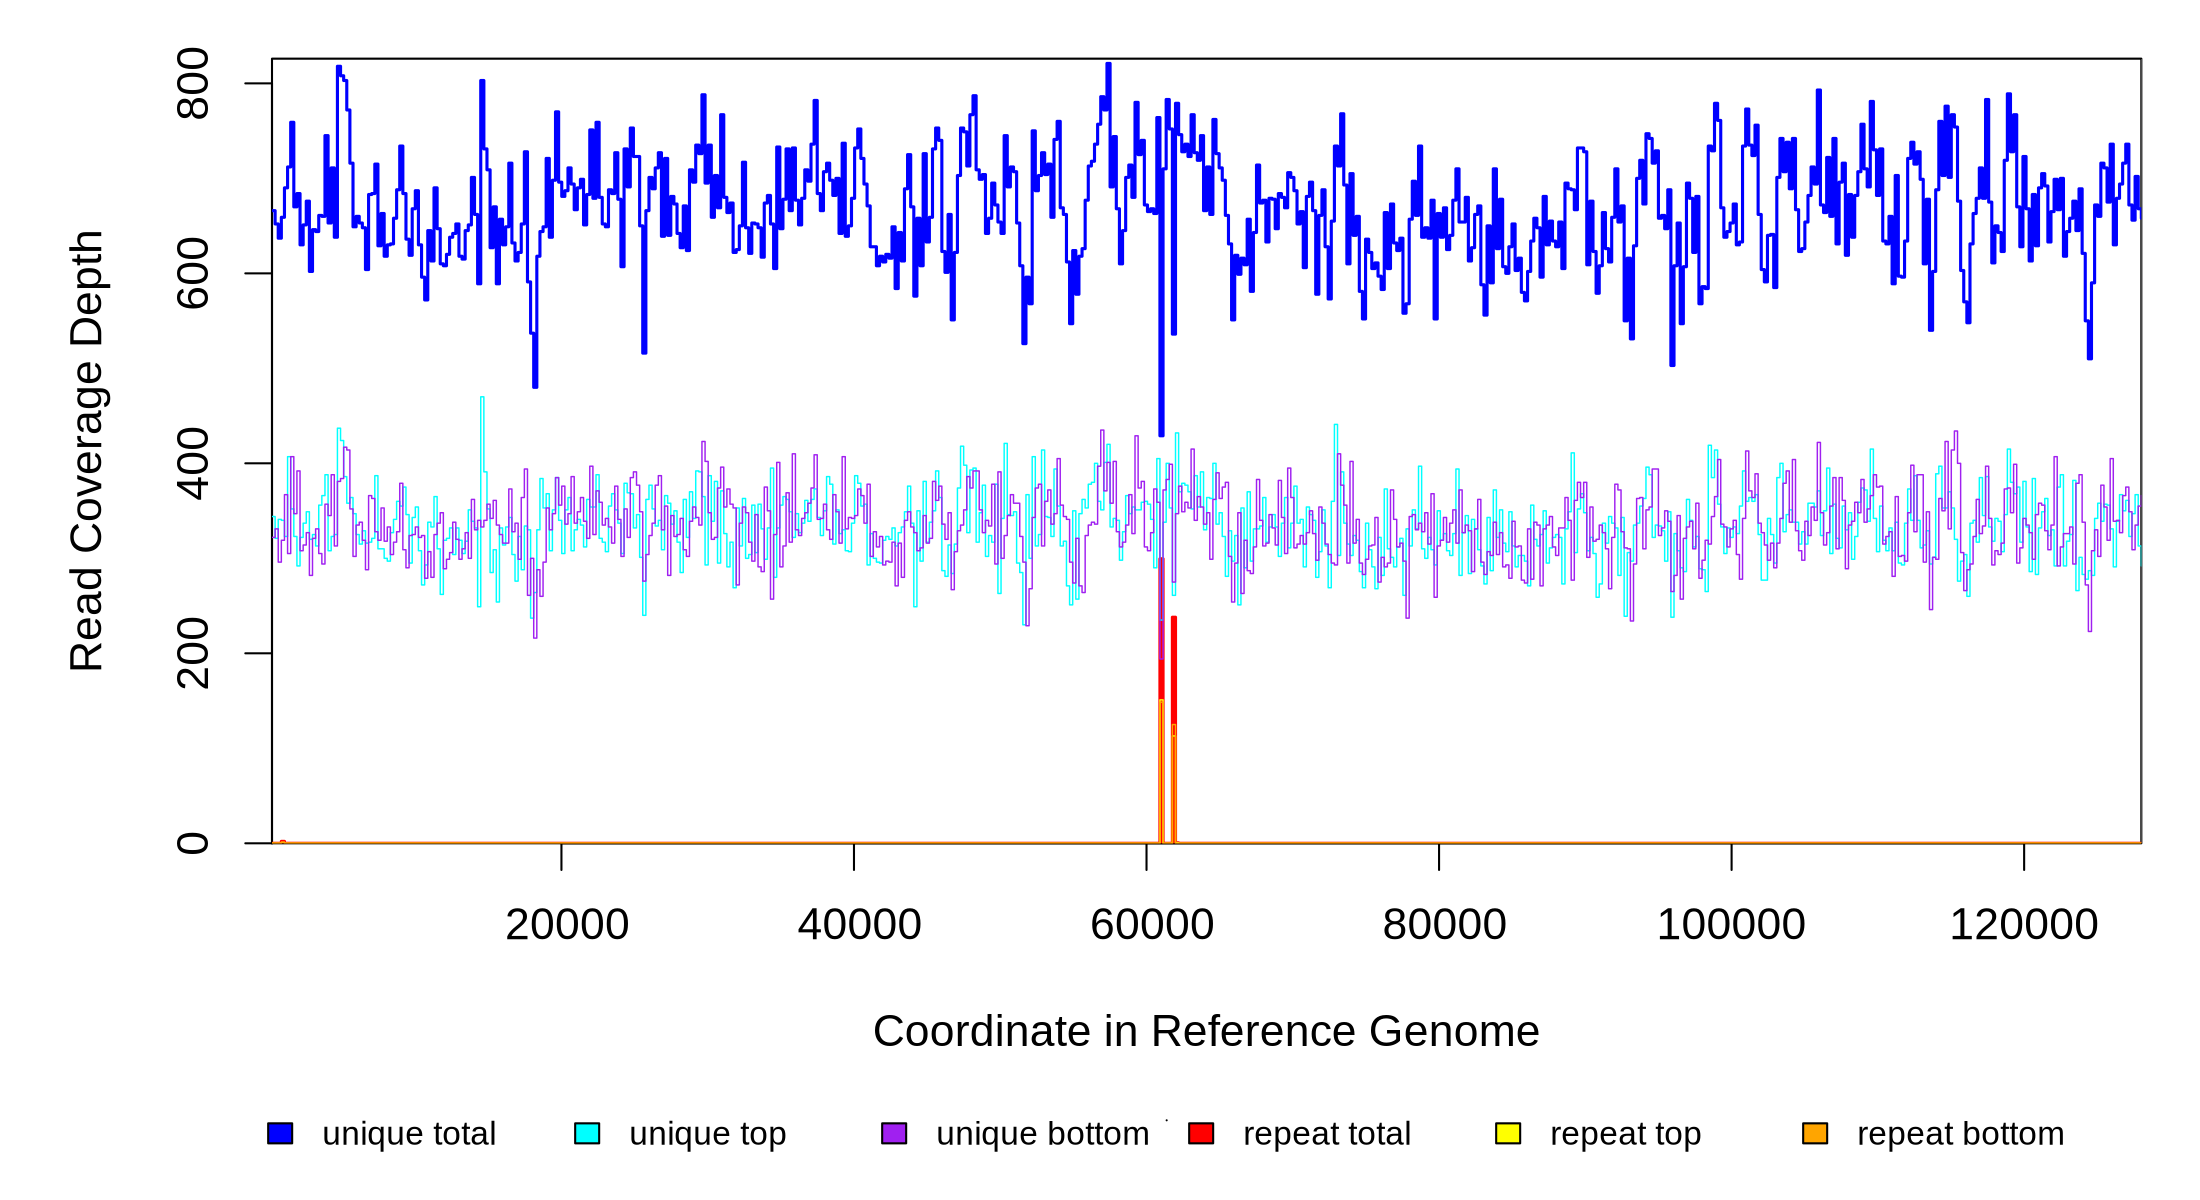 800
600
400
200
0
Read Coverage Depth
20000 40000 60000 80000 100000 120000
Coordinate in Reference Genome
unique total unique top unique bottom repeat total repeat top repeat bottom